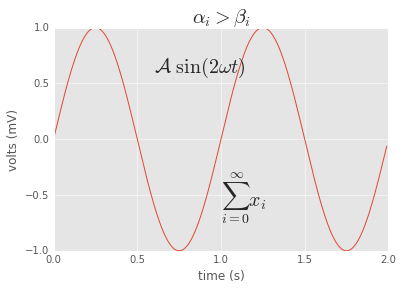 αᵢ > βᵢ
1.0
𝒜 sin(2ωt)
0.5
volts (mV)
0.0
−0.5
∞
∑ xᵢ
i=0
−1.0
0.0 0.5 1.0 1.5 2.0
time (s)